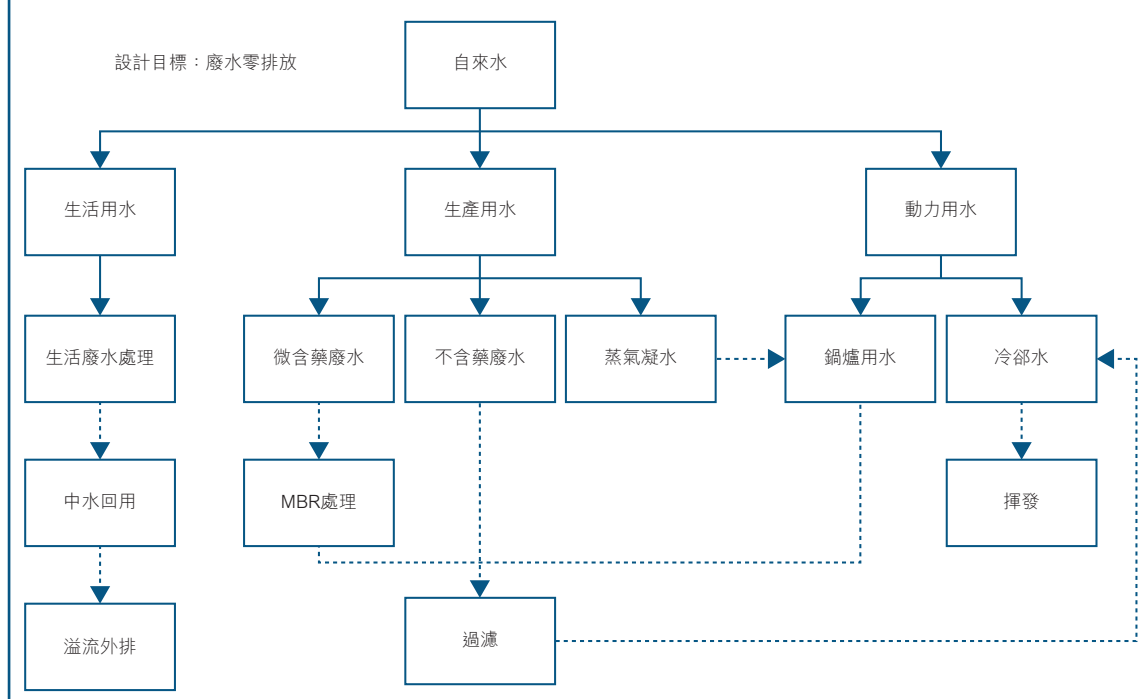 設計目標：廢水零排放
自來水
生活用水
生產用水
動力用水
生活廢水處理
微含藥廢水
不含藥廢水
蒸氣凝水
鍋爐用水
冷郤水
中水回用
MBR處理
揮發
溢流外排
過濾